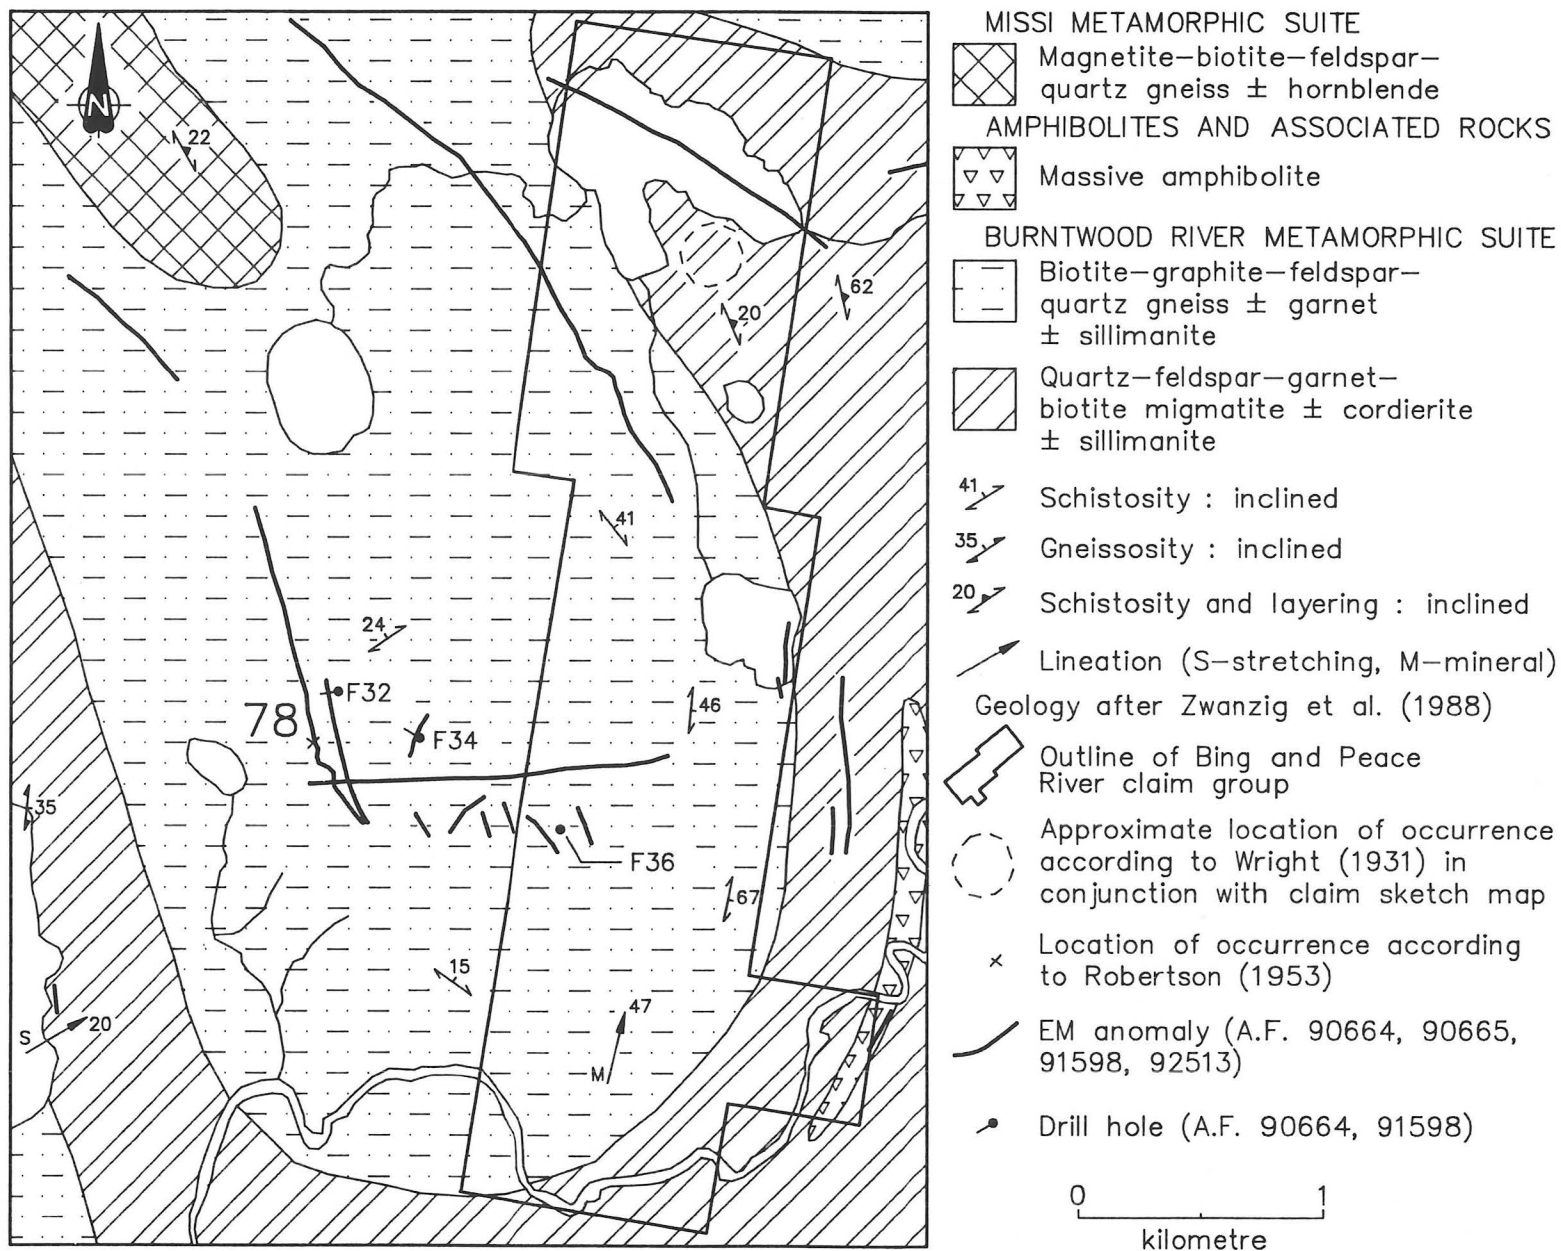 N
22
62
20
41
24
F32
78
F34
46
35
F36
67
15
47
S
20
M
MISSI METAMORPHIC SUITE
Magnetite-biotite-feldspar-
quartz gneiss ± hornblende
AMPHIBOLITES AND ASSOCIATED ROCKS
Massive amphibolite
BURNTWOOD RIVER METAMORPHIC SUITE
Biotite-graphite-feldspar-
quartz gneiss ± garnet
± sillimanite
Quartz-feldspar-garnet-
biotite migmatite ± cordierite
± sillimanite
41 Schistosity : inclined
35 Gneissosity : inclined
20 Schistosity and layering : inclined
Lineation (S-stretching, M-mineral)
Geology after Zwanzig et al. (1988)
Outline of Bing and Peace
River claim group
Approximate location of occurrence
according to Wright (1931) in
conjunction with claim sketch map
Location of occurrence according
to Robertson (1953)
EM anomaly (A.F. 90664, 90665,
91598, 92513)
Drill hole (A.F. 90664, 91598)
0 1
kilometre